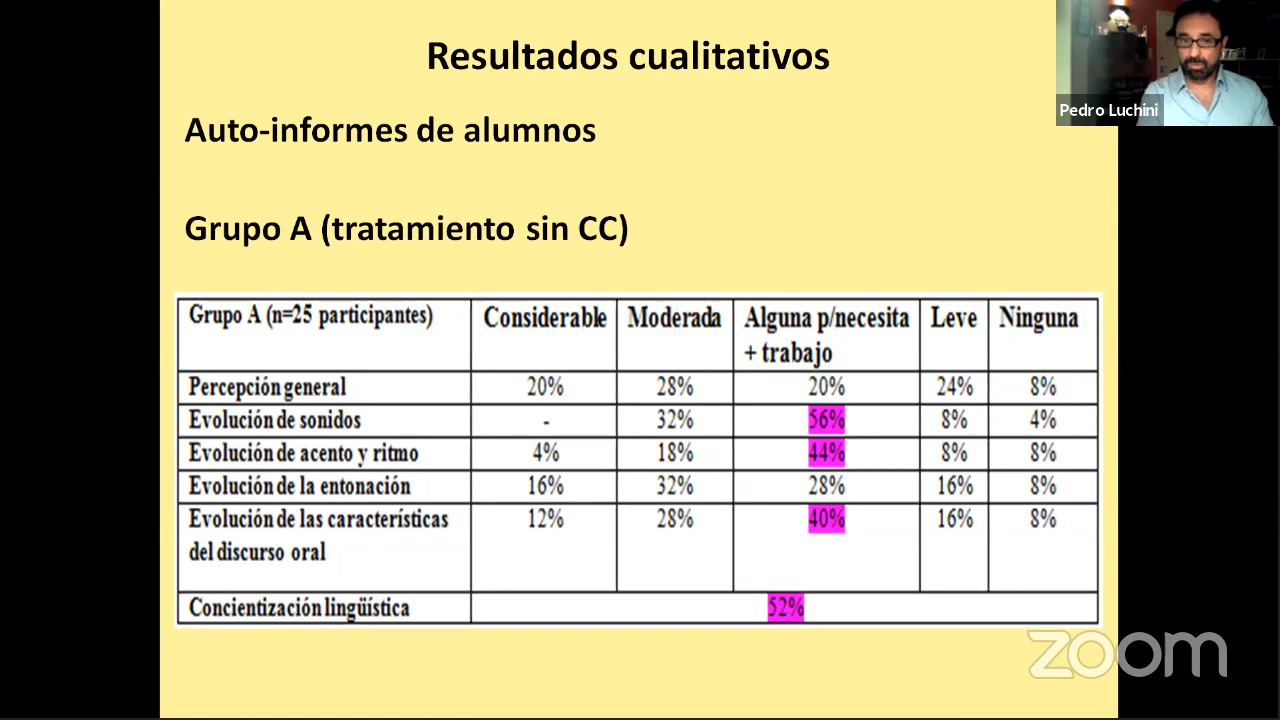 Resultados cualitativos
Pedro Luchini
Auto-informes de alumnos
Grupo A (tratamiento sin CC)
Grupo A (n=25 participantes) Considerable Moderada Alguna p/necesita Leve Ninguna
+ trabajo
Percepción general 20% 28% 20% 24% 8%
Evolución de sonidos - 32% 56% 8% 4%
Evolución de acento y ritmo 4% 18% 44% 8% 8%
Evolución de la entonación 16% 32% 28% 16% 8%
Evolución de las características 12% 28% 40% 16% 8%
del discurso oral
Concientización lingüística 52%
zoom